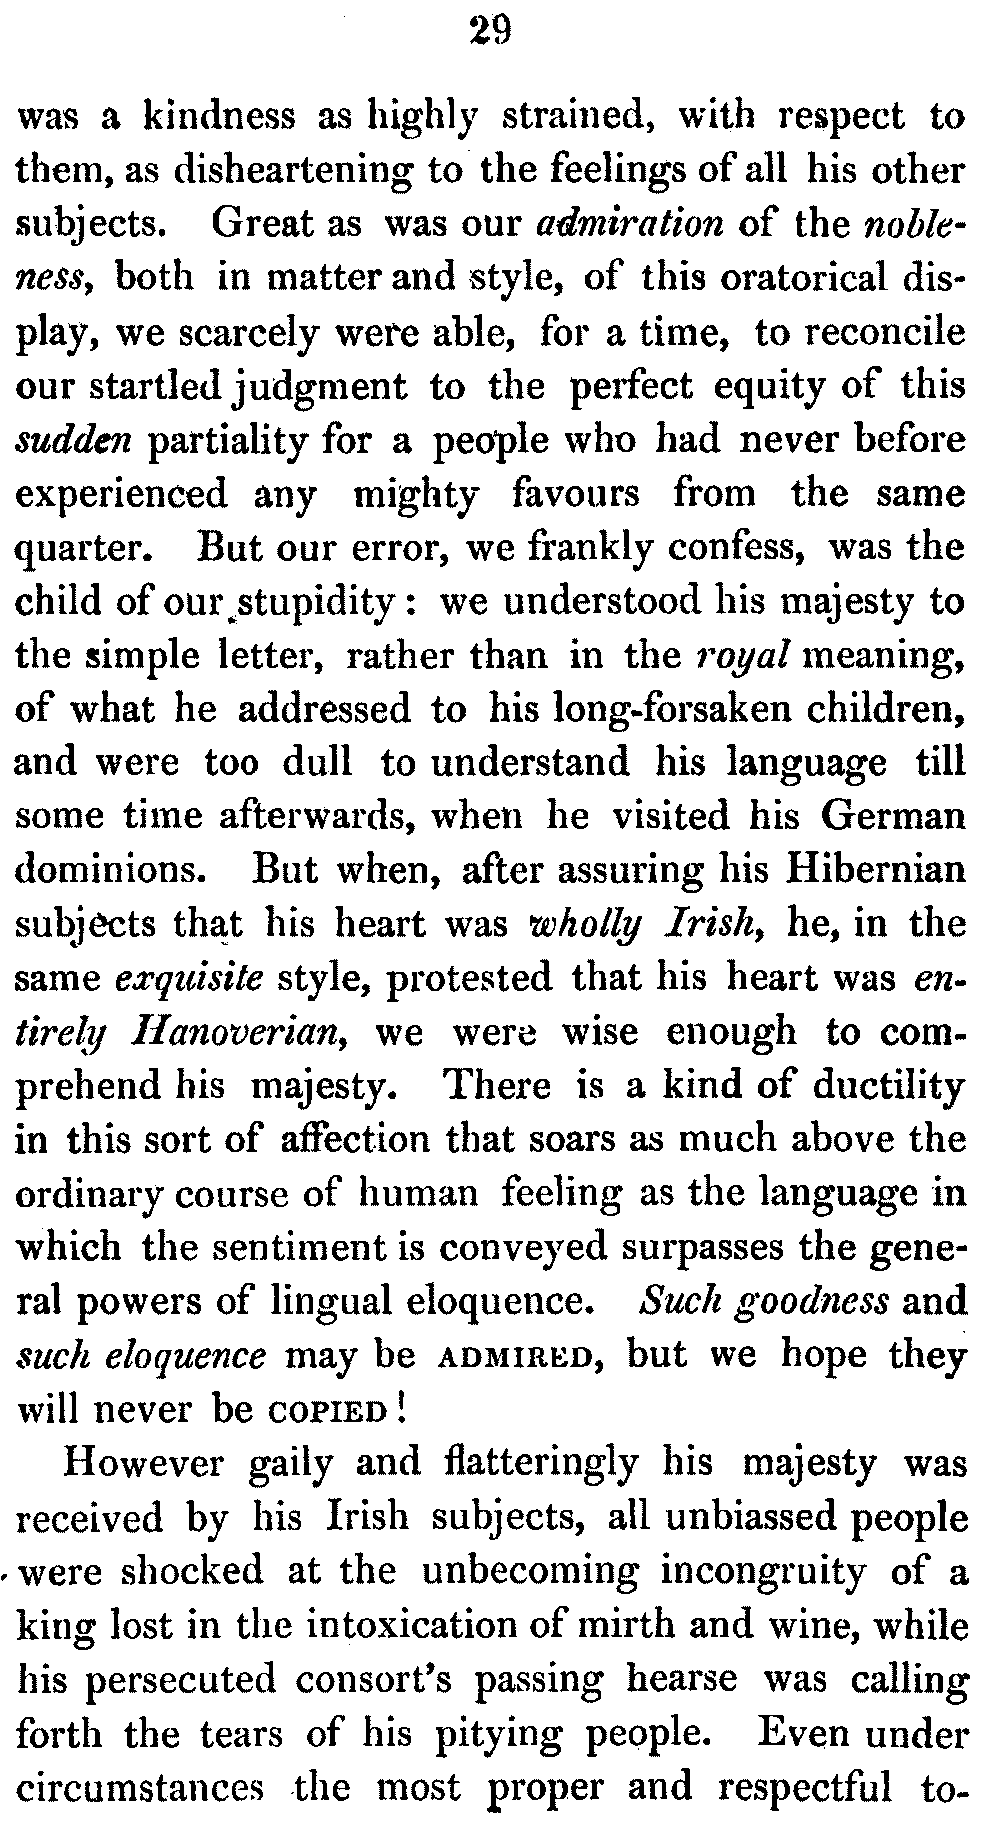 29
was a kindness as highly strained, with respect to
them, as disheartening to the feelings of all his other
subjects. Great as was our admiration of the noble-
ness, both in matter and style, of this oratorical dis-
play, we scarcely were able, for a time, to reconcile
our startled judgment to the perfect equity of this
sudden partiality for a people who had never before
experienced any mighty favours from the same
quarter. But our error, we frankly confess, was the
child of our stupidity : we understood his majesty to
the simple letter, rather than in the royal meaning,
of what he addressed to his long-forsaken children,
and were too dull to understand his language till
some time afterwards, when he visited his German
dominions. But when, after assuring his Hibernian
subjects that his heart was wholly Irish, he, in the
same exquisite style, protested that his heart was en-
tirely Hanoverian, we were wise enough to com-
prehend his majesty. There is a kind of ductility
in this sort of affection that soars as much above the
ordinary course of human feeling as the language in
which the sentiment is conveyed surpasses the gene-
ral powers of lingual eloquence. Such goodness and
such eloquence may be ADMIRED, but we hope they
will never be COPIED !
However gaily and flatteringly his majesty was
received by his Irish subjects, all unbiassed people
were shocked at the unbecoming incongruity of a
king lost in the intoxication of mirth and wine, while
his persecuted consort's passing hearse was calling
forth the tears of his pitying people. Even under
circumstances the most proper and respectful to-